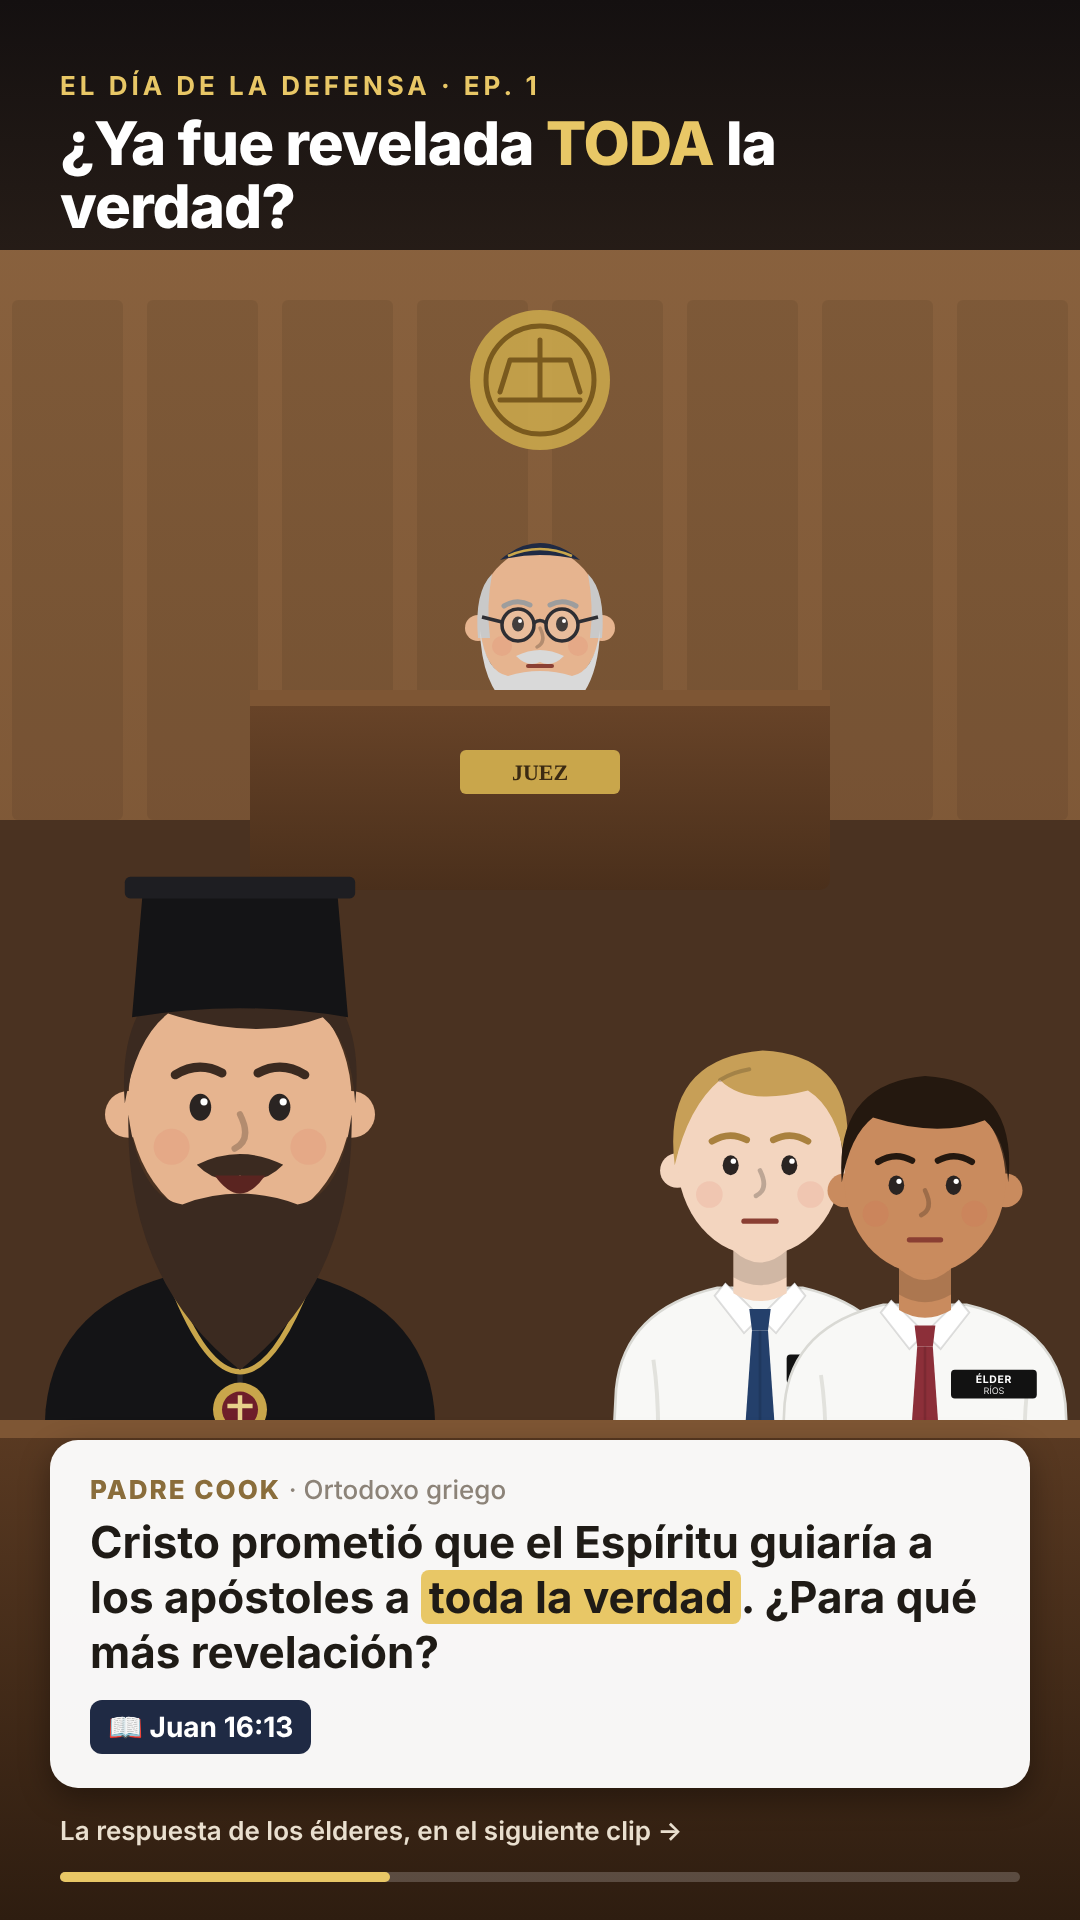 EL DÍA DE LA DEFENSA · EP. 1
¿Ya fue revelada TODA la
verdad?
JUEZ
ÉLDER
RÍOS
PADRE COOK · Ortodoxo griego
Cristo prometió que el Espíritu guiaría a
los apóstoles a toda la verdad. ¿Para qué
más revelación?
📖 Juan 16:13
La respuesta de los élderes, en el siguiente clip →